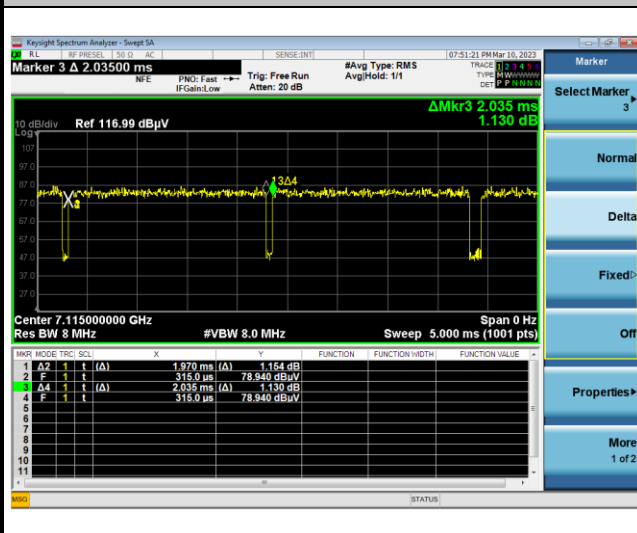 Keysight Spectrum Analyzer - Swept SA
RL RF PRESEL 50 Ω AC SENSE:INT 07:51:21 PM Mar 10, 2023
Marker 3 Δ 2.03500 ms
NFE PNO: Fast Trig: Free Run #Avg Type: RMS TRACE 1 2 3 4 5 6
IFGain:Low Atten: 20 dB Avg|Hold: 1/1 TYPE MWWWWW
DET P P N N N N
ΔMkr3 2.035 ms
1.130 dB
10 dB/div Ref 116.99 dBµV
Log
107
97.0
87.0
77.0
67.0
57.0
47.0
37.0
27.0
13Δ4
Center 7.115000000 GHz Span 0 Hz
Res BW 8 MHz #VBW 8.0 MHz Sweep 5.000 ms (1001 pts)
MKR MODE TRC SCL X Y FUNCTION FUNCTION WIDTH FUNCTION VALUE
1 Δ2 1 t (Δ) 1.970 ms (Δ) 1.154 dB
2 F 1 t 315.0 µs 78.940 dBµV
3 Δ4 1 t (Δ) 2.035 ms (Δ) 1.130 dB
4 F 1 t 315.0 µs 78.940 dBµV
5
6
7
8
9
10
11
MSG STATUS
Marker
Select Marker
3
Normal
Delta
Fixed
Off
Properties
More
1 of 2